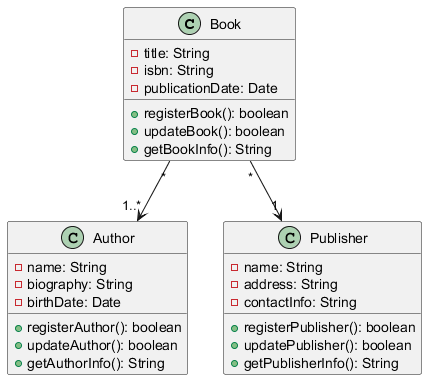 C Book
title: String
isbn: String
publicationDate: Date
registerBook(): boolean
updateBook(): boolean
getBookInfo(): String
* *
1..* 1
C Author
name: String
biography: String
birthDate: Date
registerAuthor(): boolean
updateAuthor(): boolean
getAuthorInfo(): String
C Publisher
name: String
address: String
contactInfo: String
registerPublisher(): boolean
updatePublisher(): boolean
getPublisherInfo(): String